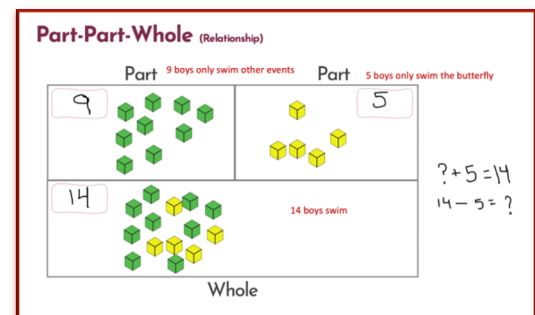 Part-Part-Whole (Relationship)
Part 9 boys only swim other events Part 5 boys only swim the butterfly
9 5
?+5=14
14-5=?
14 14 boys swim
Whole